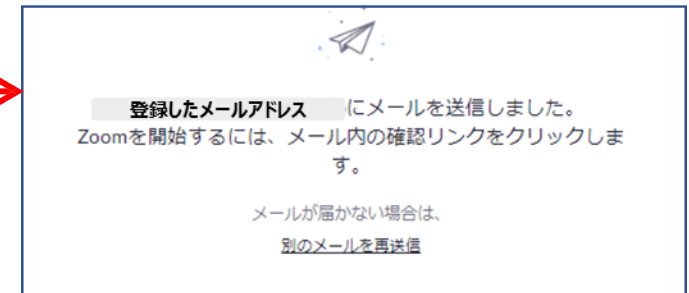 登録したメールアドレス にメールを送信しました。
Zoomを開始するには、メール内の確認リンクをクリックしま
す。
メールが届かない場合は、
別のメールを再送信